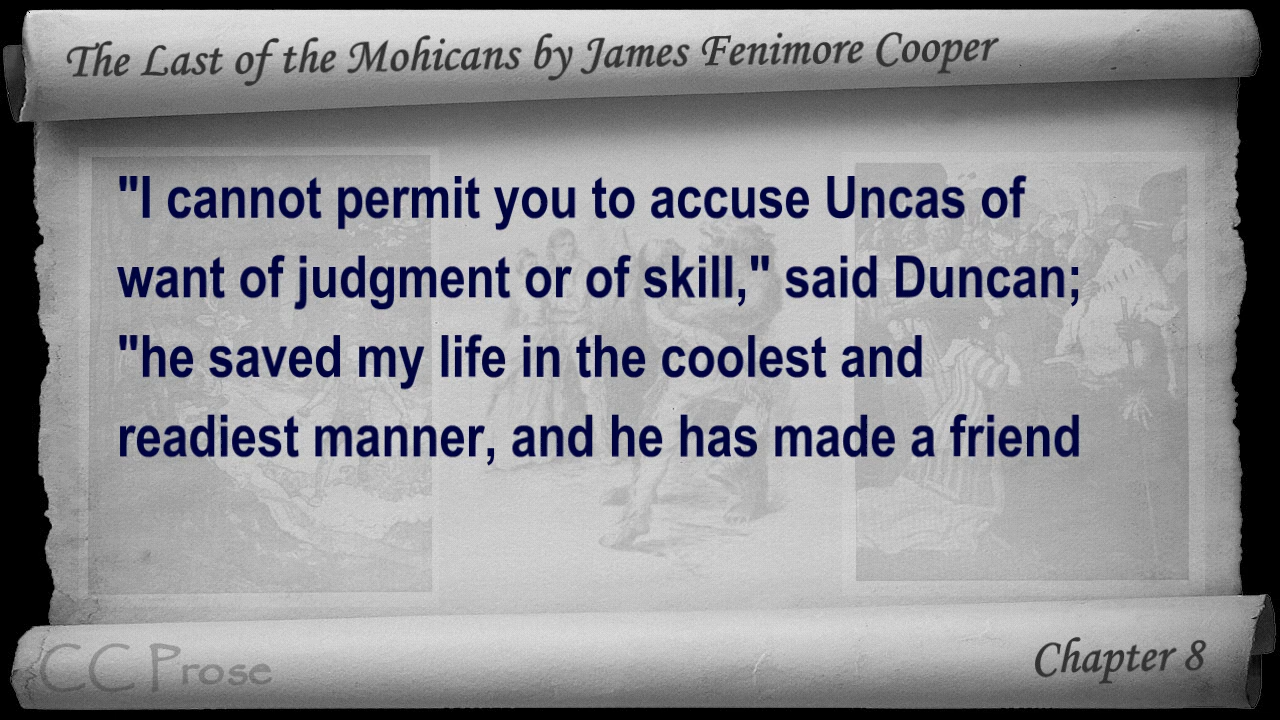 The Last of the Mohicans by James Fenimore Cooper
"I cannot permit you to accuse Uncas of
want of judgment or of skill," said Duncan;
"he saved my life in the coolest and
readiest manner, and he has made a friend
CC Prose
Chapter 8